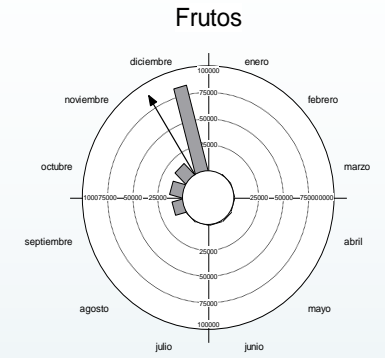 Frutos
diciembre
enero
noviembre
febrero
octubre
marzo
septiembre
abril
agosto
mayo
julio
junio
100000
75000
50000
25000
100000
75000
50000
25000
25000
50000
75000
100000
25000
50000
75000
100000